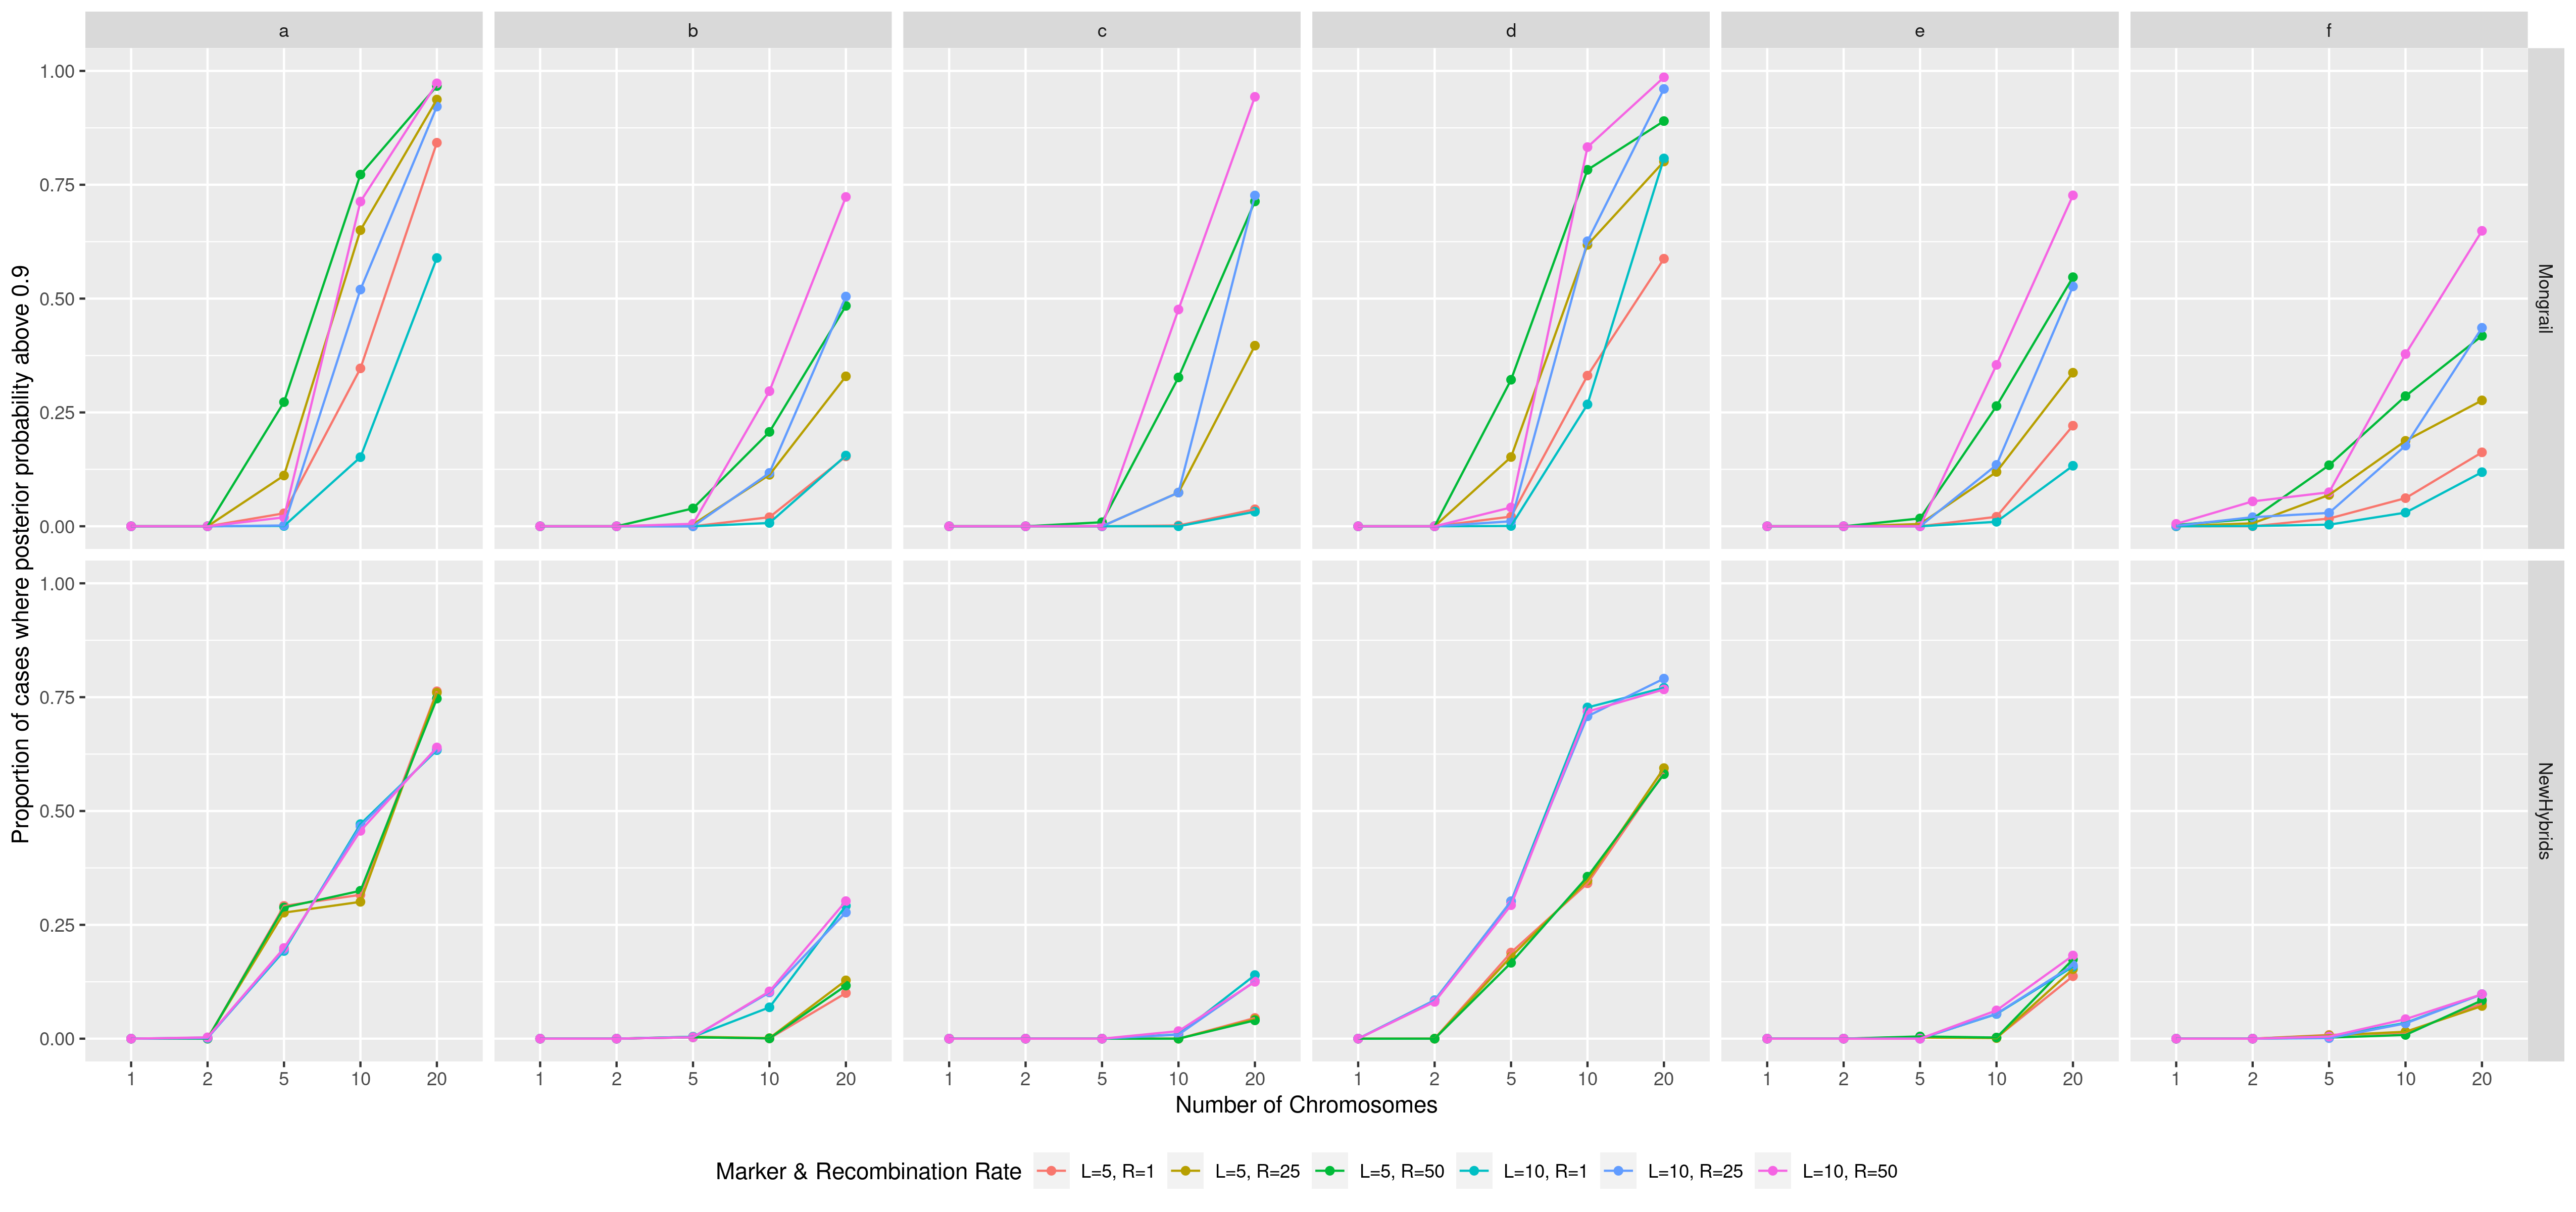 a b c d e f
Proportion of cases where posterior probability above 0.9
1.00
0.75
0.50
0.25
0.00
Mongrail
1.00
0.75
0.50
0.25
0.00
NewHybrids
1 2 5 10 20 1 2 5 10 20 1 2 5 10 20 1 2 5 10 20 1 2 5 10 20 1 2 5 10 20
Number of Chromosomes
Marker & Recombination Rate L=5, R=1 L=5, R=25 L=5, R=50 L=10, R=1 L=10, R=25 L=10, R=50